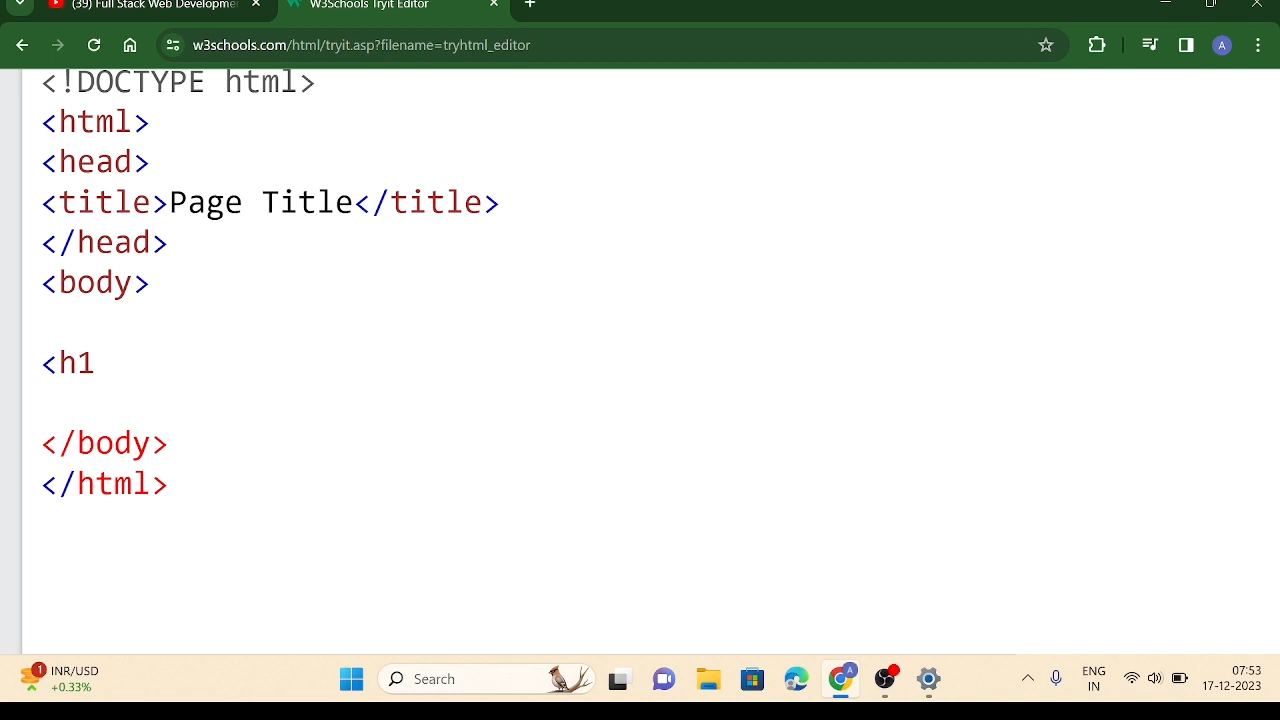 (39) Full Stack Web Developmen
W3Schools Tryit Editor
w3schools.com/html/tryit.asp?filename=tryhtml_editor
A
<!DOCTYPE html>
<html>
<head>
<title>Page Title</title>
</head>
<body>
<h1
</body>
</html>
1
INR/USD
+0.33%
Search
A
ENG
IN
07:53
17-12-2023